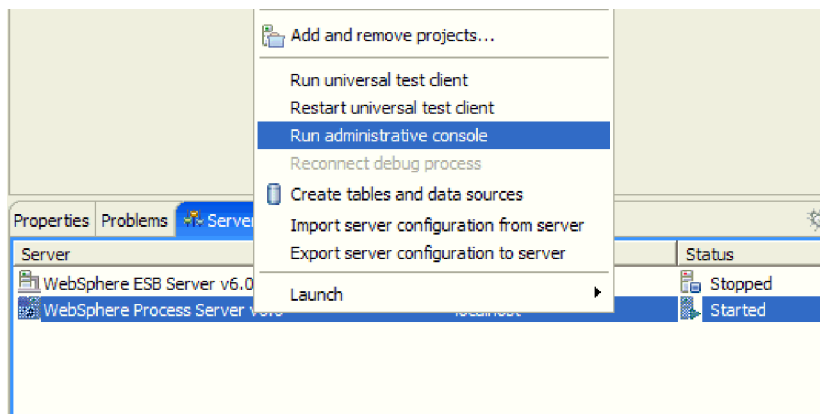 Add and remove projects...
Run universal test client
Restart universal test client
Run administrative console
Reconnect debug process
Create tables and data sources
Import server configuration from server
Export server configuration to server
Launch
Properties Problems Server
Server Status
WebSphere ESB Server v6.0 Stopped
WebSphere Process Server Started